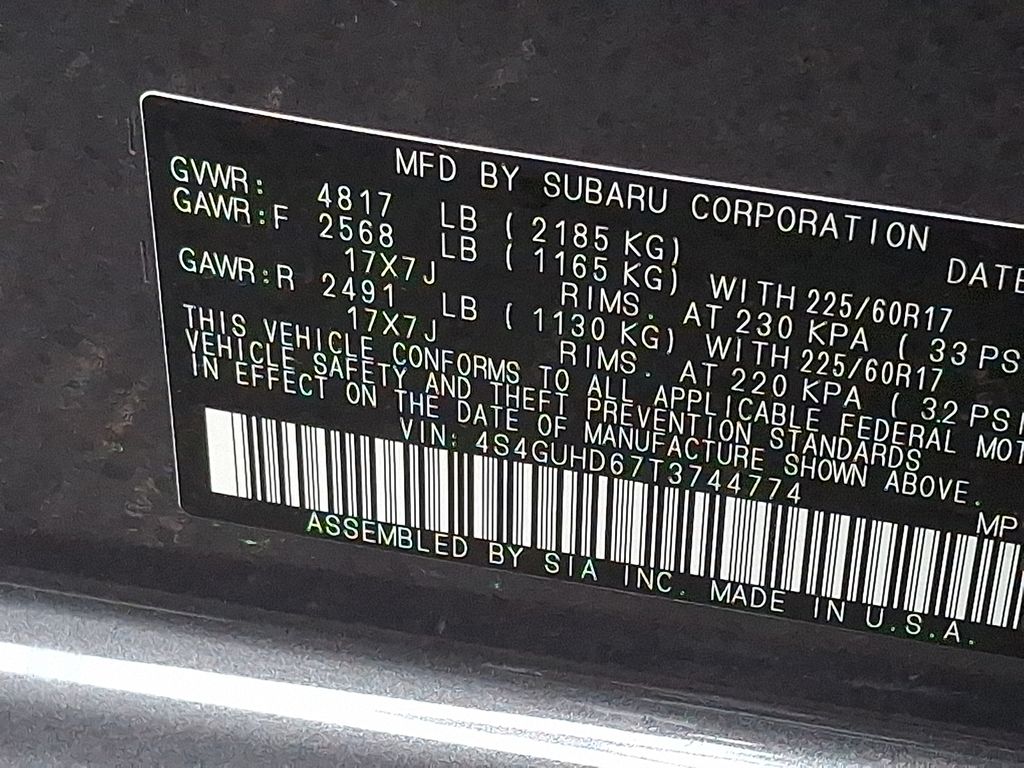 MFD BY SUBARU CORPORATION DATE
GVWR: 4817 LB ( 2185 KG)
GAWR:F 2568 LB ( 1165 KG) WITH 225/60R17
17X7J RIMS. AT 230 KPA ( 33 PS
GAWR:R 2491 LB ( 1130 KG) WITH 225/60R17
17X7J RIMS. AT 220 KPA ( 32 PSI
THIS VEHICLE CONFORMS TO ALL APPLICABLE FEDERAL MOT
VEHICLE SAFETY AND THEFT PREVENTION STANDARDS
IN EFFECT ON THE DATE OF MANUFACTURE SHOWN ABOVE.
VIN: 4S4GUHD67T3744774 MP
ASSEMBLED BY SIA INC. MADE IN U.S.A.